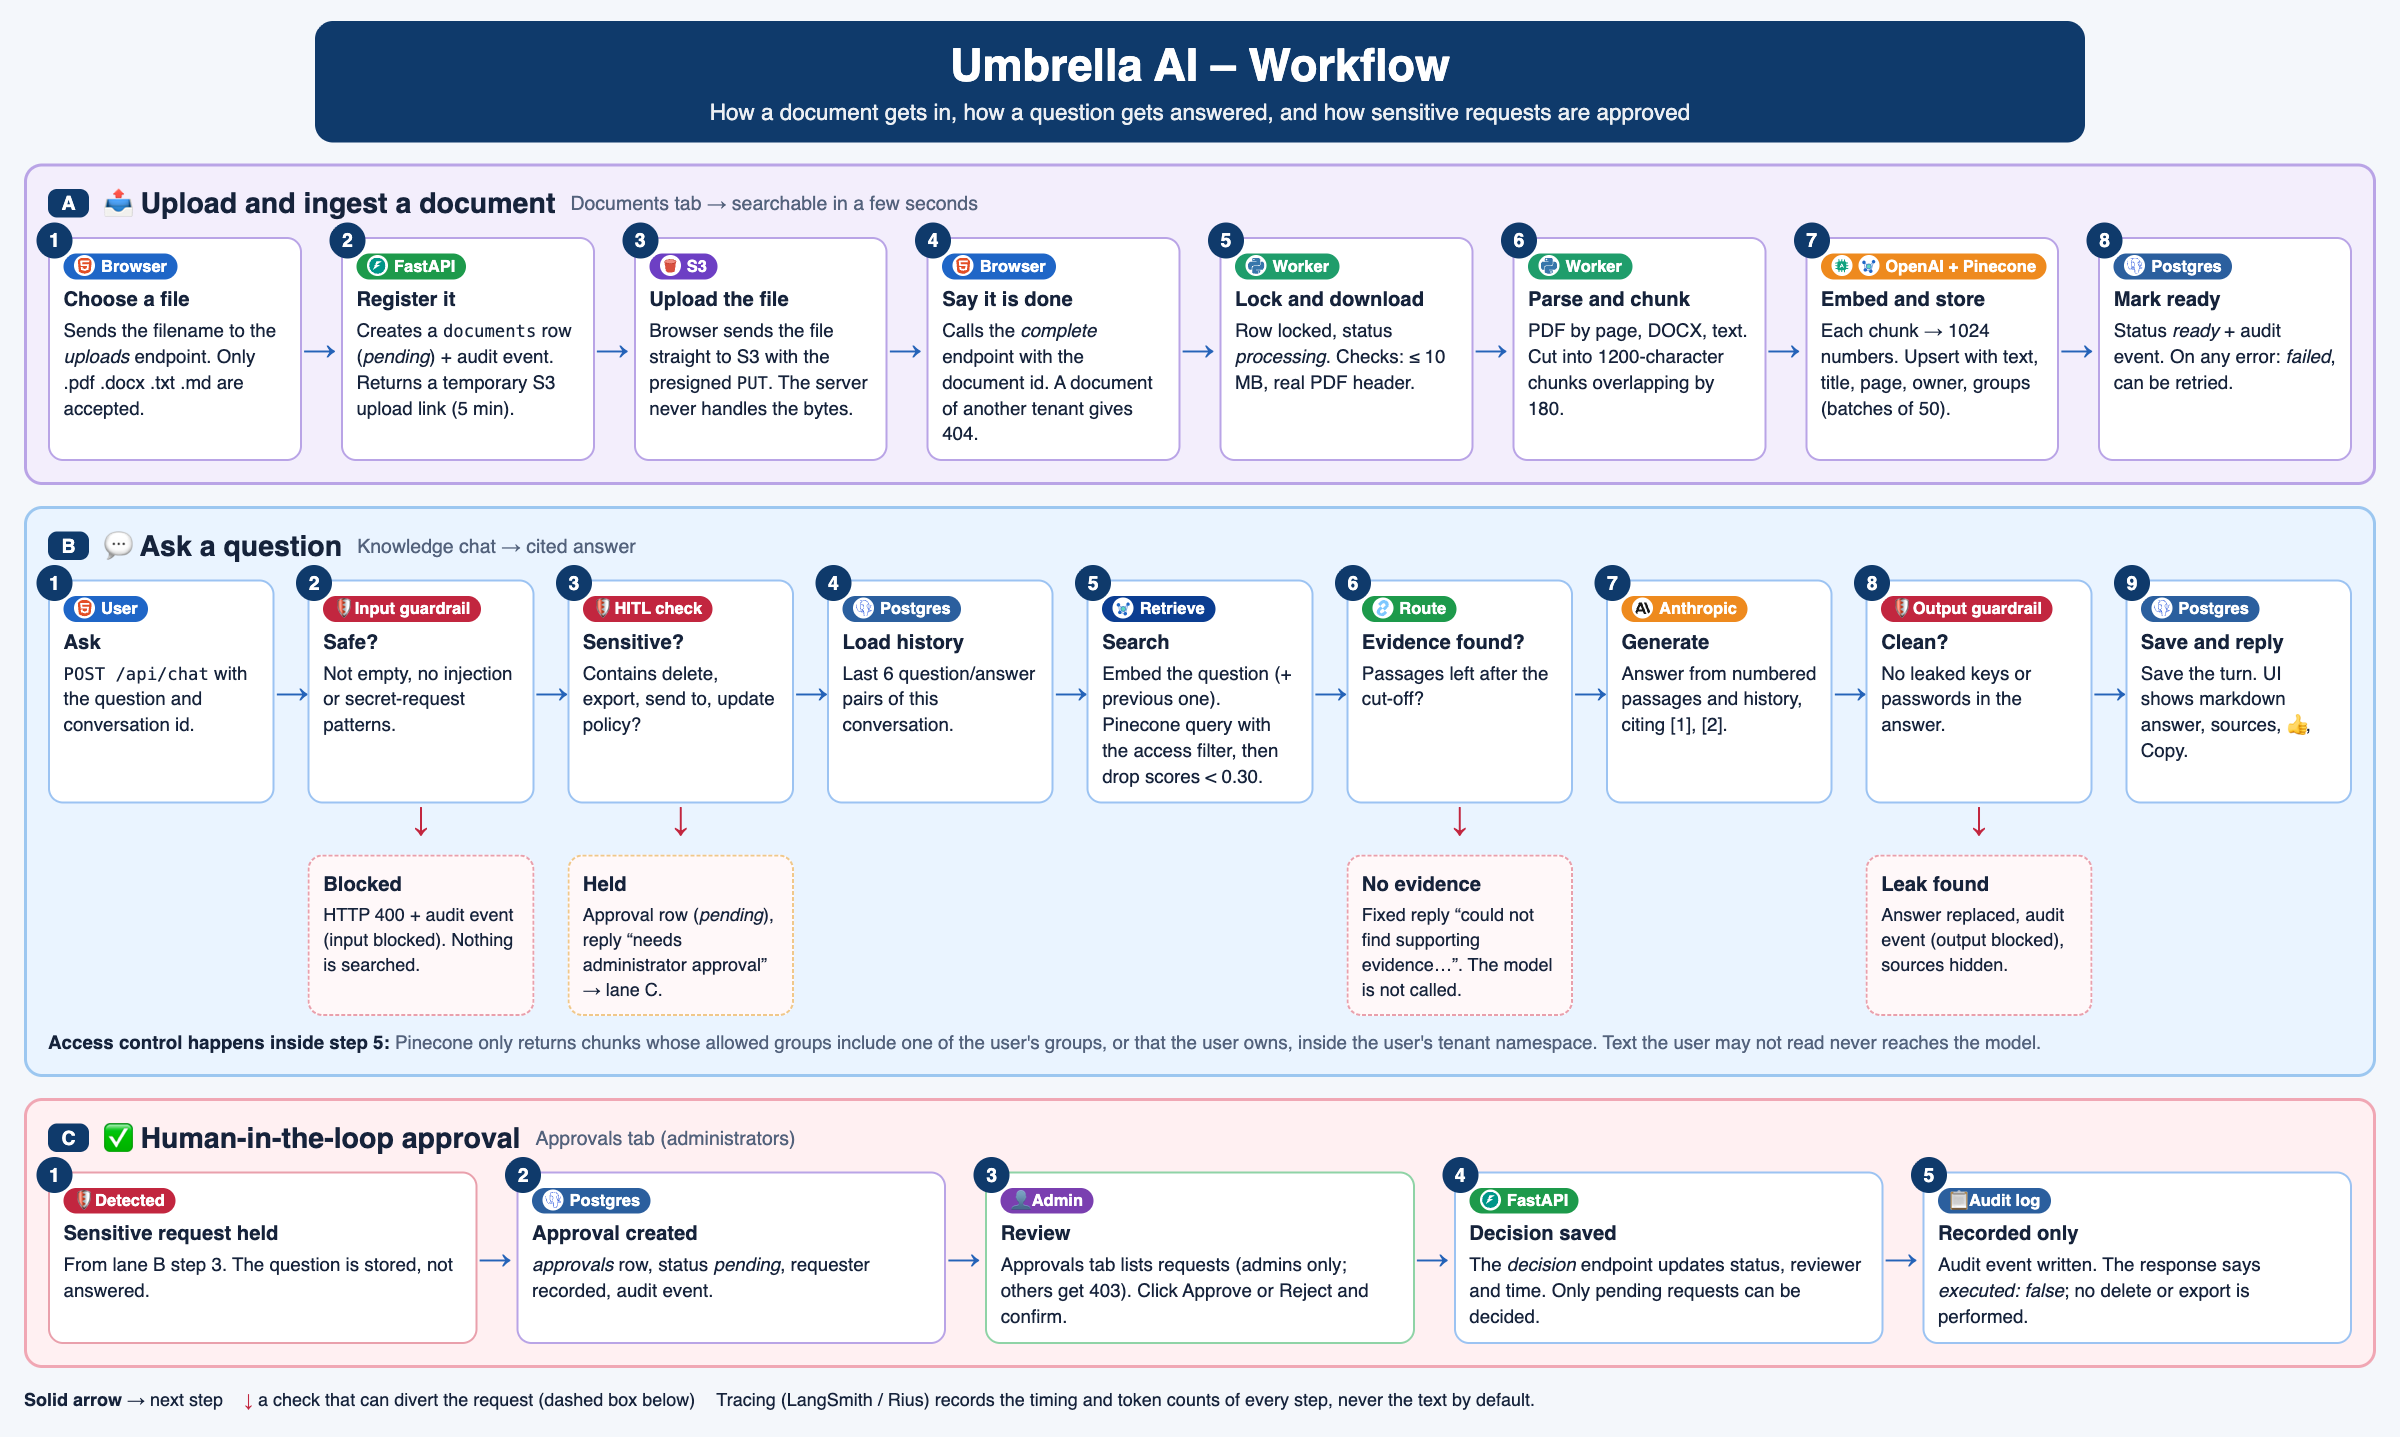 Umbrella AI – Workflow
How a document gets in, how a question gets answered, and how sensitive requests are approved
A Upload and ingest a document Documents tab → searchable in a few seconds
1
Browser
Choose a file
Sends the filename to the
uploads endpoint. Only
.pdf .docx .txt .md are
accepted.
2
FastAPI
Register it
Creates a documents row
(pending) + audit event.
Returns a temporary S3
upload link (5 min).
3
S3
Upload the file
Browser sends the file
straight to S3 with the
presigned PUT. The server
never handles the bytes.
4
Browser
Say it is done
Calls the complete
endpoint with the
document id. A document
of another tenant gives
404.
5
Worker
Lock and download
Row locked, status
processing. Checks: ≤ 10
MB, real PDF header.
6
Worker
Parse and chunk
PDF by page, DOCX, text.
Cut into 1200-character
chunks overlapping by
180.
7
OpenAI + Pinecone
Embed and store
Each chunk → 1024
numbers. Upsert with text,
title, page, owner, groups
(batches of 50).
8
Postgres
Mark ready
Status ready + audit
event. On any error: failed,
can be retried.
B Ask a question Knowledge chat → cited answer
1
User
Ask
POST /api/chat with
the question and
conversation id.
2
Input guardrail
Safe?
Not empty, no injection
or secret-request
patterns.
3
HITL check
Sensitive?
Contains delete,
export, send to, update
policy?
4
Postgres
Load history
Last 6 question/answer
pairs of this
conversation.
5
Retrieve
Search
Embed the question (+
previous one).
Pinecone query with
the access filter, then
drop scores < 0.30.
6
Route
Evidence found?
Passages left after the
cut-off?
7
Anthropic
Generate
Answer from numbered
passages and history,
citing [1], [2].
8
Output guardrail
Clean?
No leaked keys or
passwords in the
answer.
9
Postgres
Save and reply
Save the turn. UI
shows markdown
answer, sources, 👍,
Copy.
Blocked
HTTP 400 + audit event
(input blocked). Nothing
is searched.
Held
Approval row (pending),
reply “needs
administrator approval”
→ lane C.
No evidence
Fixed reply “could not
find supporting
evidence…”. The model
is not called.
Leak found
Answer replaced, audit
event (output blocked),
sources hidden.
Access control happens inside step 5: Pinecone only returns chunks whose allowed groups include one of the user's groups, or that the user owns, inside the user's tenant namespace. Text the user may not read never reaches the model.
C Human-in-the-loop approval Approvals tab (administrators)
1
Detected
Sensitive request held
From lane B step 3. The question is stored, not
answered.
2
Postgres
Approval created
approvals row, status pending, requester
recorded, audit event.
3
Admin
Review
Approvals tab lists requests (admins only;
others get 403). Click Approve or Reject and
confirm.
4
FastAPI
Decision saved
The decision endpoint updates status, reviewer
and time. Only pending requests can be
decided.
5
Audit log
Recorded only
Audit event written. The response says
executed: false; no delete or export is
performed.
Solid arrow → next step ↓ a check that can divert the request (dashed box below) Tracing (LangSmith / Rius) records the timing and token counts of every step, never the text by default.